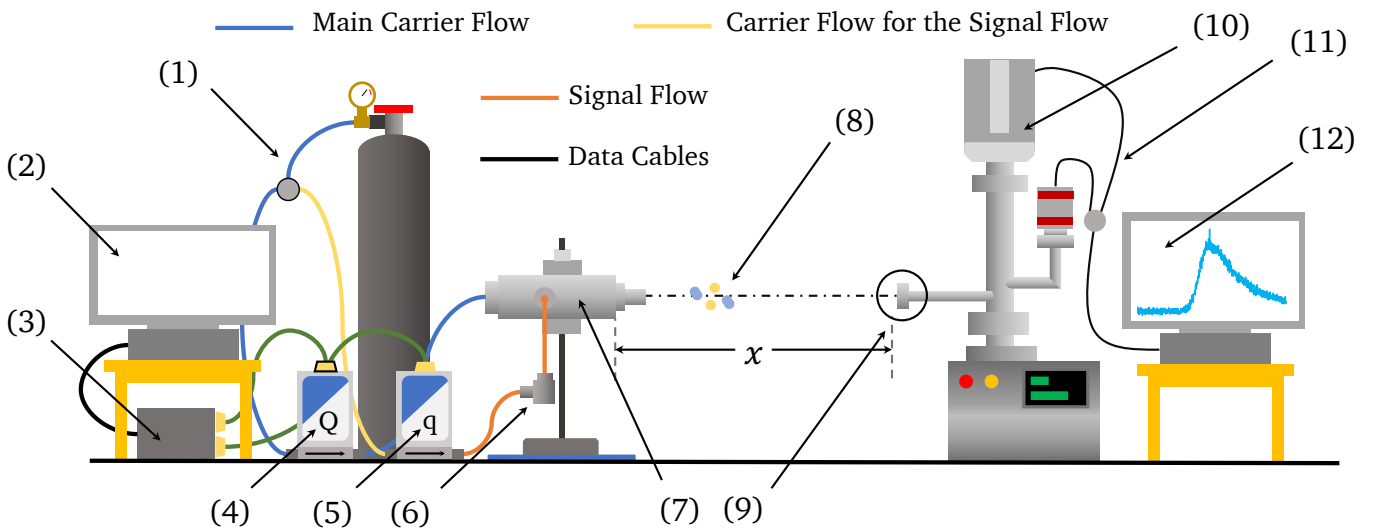 Main Carrier Flow
Carrier Flow for the Signal Flow
(10)
(11)
(1)
Signal Flow
(8)
(2)
Data Cables
(12)
(3)
x
Q
q
(4)
(5)
(6)
(7)
(9)